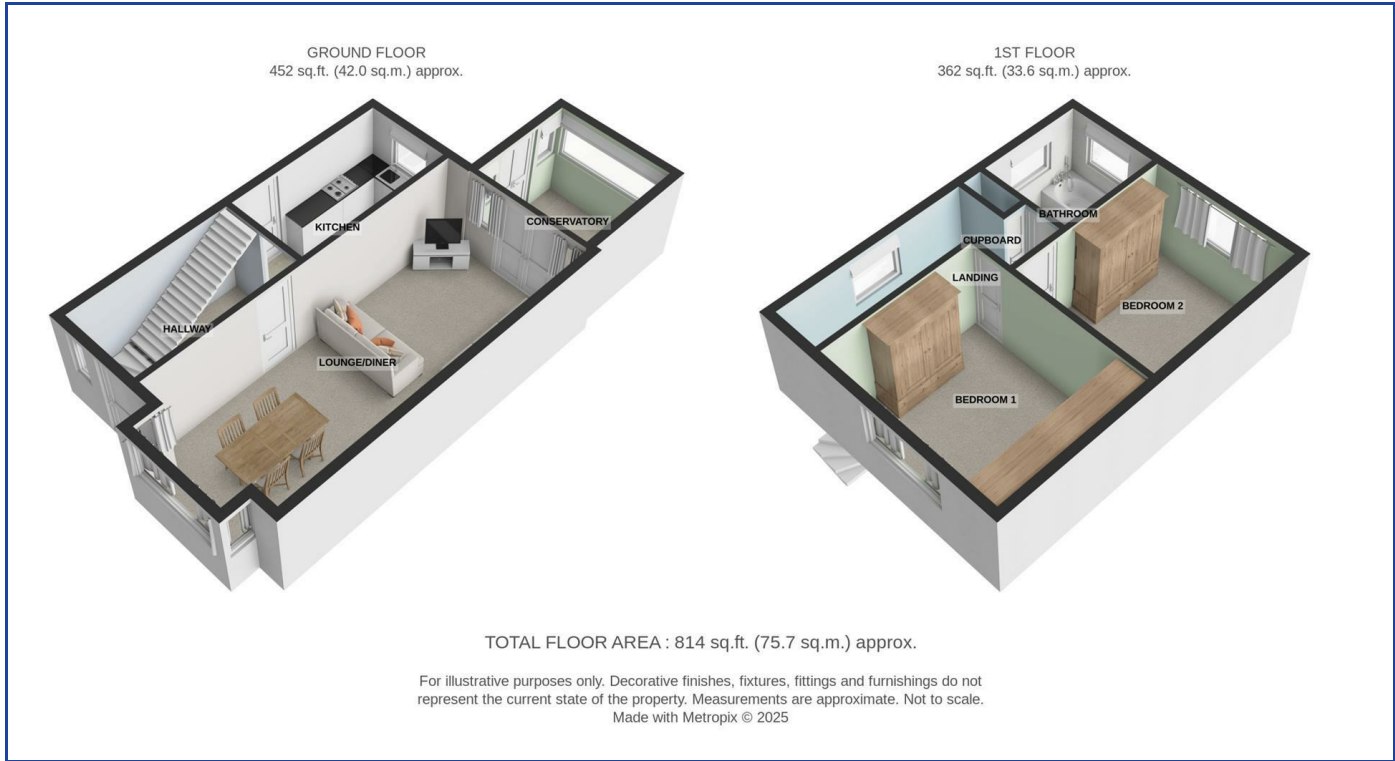 GROUND FLOOR
452 sq.ft. (42.0 sq.m.) approx.
KITCHEN
CONSERVATORY
HALLWAY
LOUNGE/DINER
1ST FLOOR
362 sq.ft. (33.6 sq.m.) approx.
BATHROOM
CUPBOARD
LANDING
BEDROOM 2
BEDROOM 1
TOTAL FLOOR AREA : 814 sq.ft. (75.7 sq.m.) approx.
For illustrative purposes only. Decorative finishes, fixtures, fittings and furnishings do not
represent the current state of the property. Measurements are approximate. Not to scale.
Made with Metropix © 2025